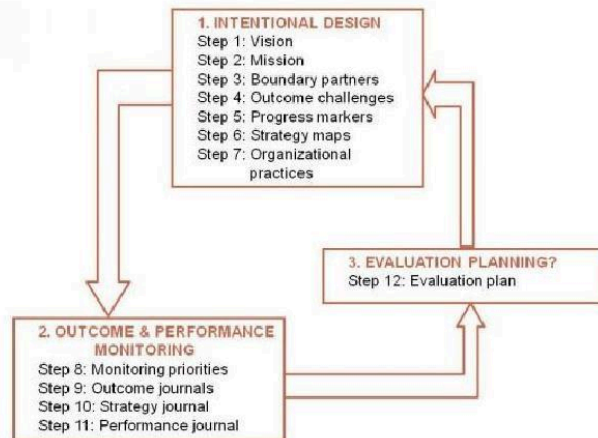 1. INTENTIONAL DESIGN
Step 1: Vision
Step 2: Mission
Step 3: Boundary partners
Step 4: Outcome challenges
Step 5: Progress markers
Step 6: Strategy maps
Step 7: Organizational
practices
3. EVALUATION PLANNING?
Step 12: Evaluation plan
2. OUTCOME & PERFORMANCE
MONITORING
Step 8: Monitoring priorities
Step 9: Outcome journals
Step 10: Strategy journal
Step 11: Performance journal